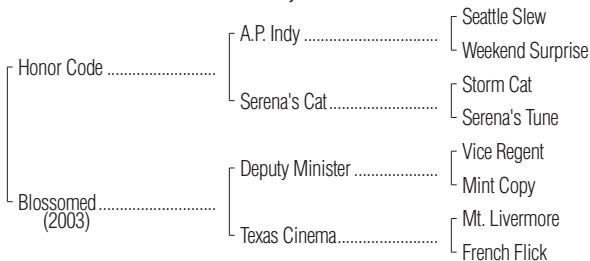 Seattle Slew
A.P. Indy ..............................
Weekend Surprise
Honor Code ........................
Storm Cat
Serena's Cat........................
Serena's Tune
Vice Regent
Deputy Minister ..................
Mint Copy
Blossomed..........................
(2003)
Mt. Livermore
Texas Cinema......................
French Flick